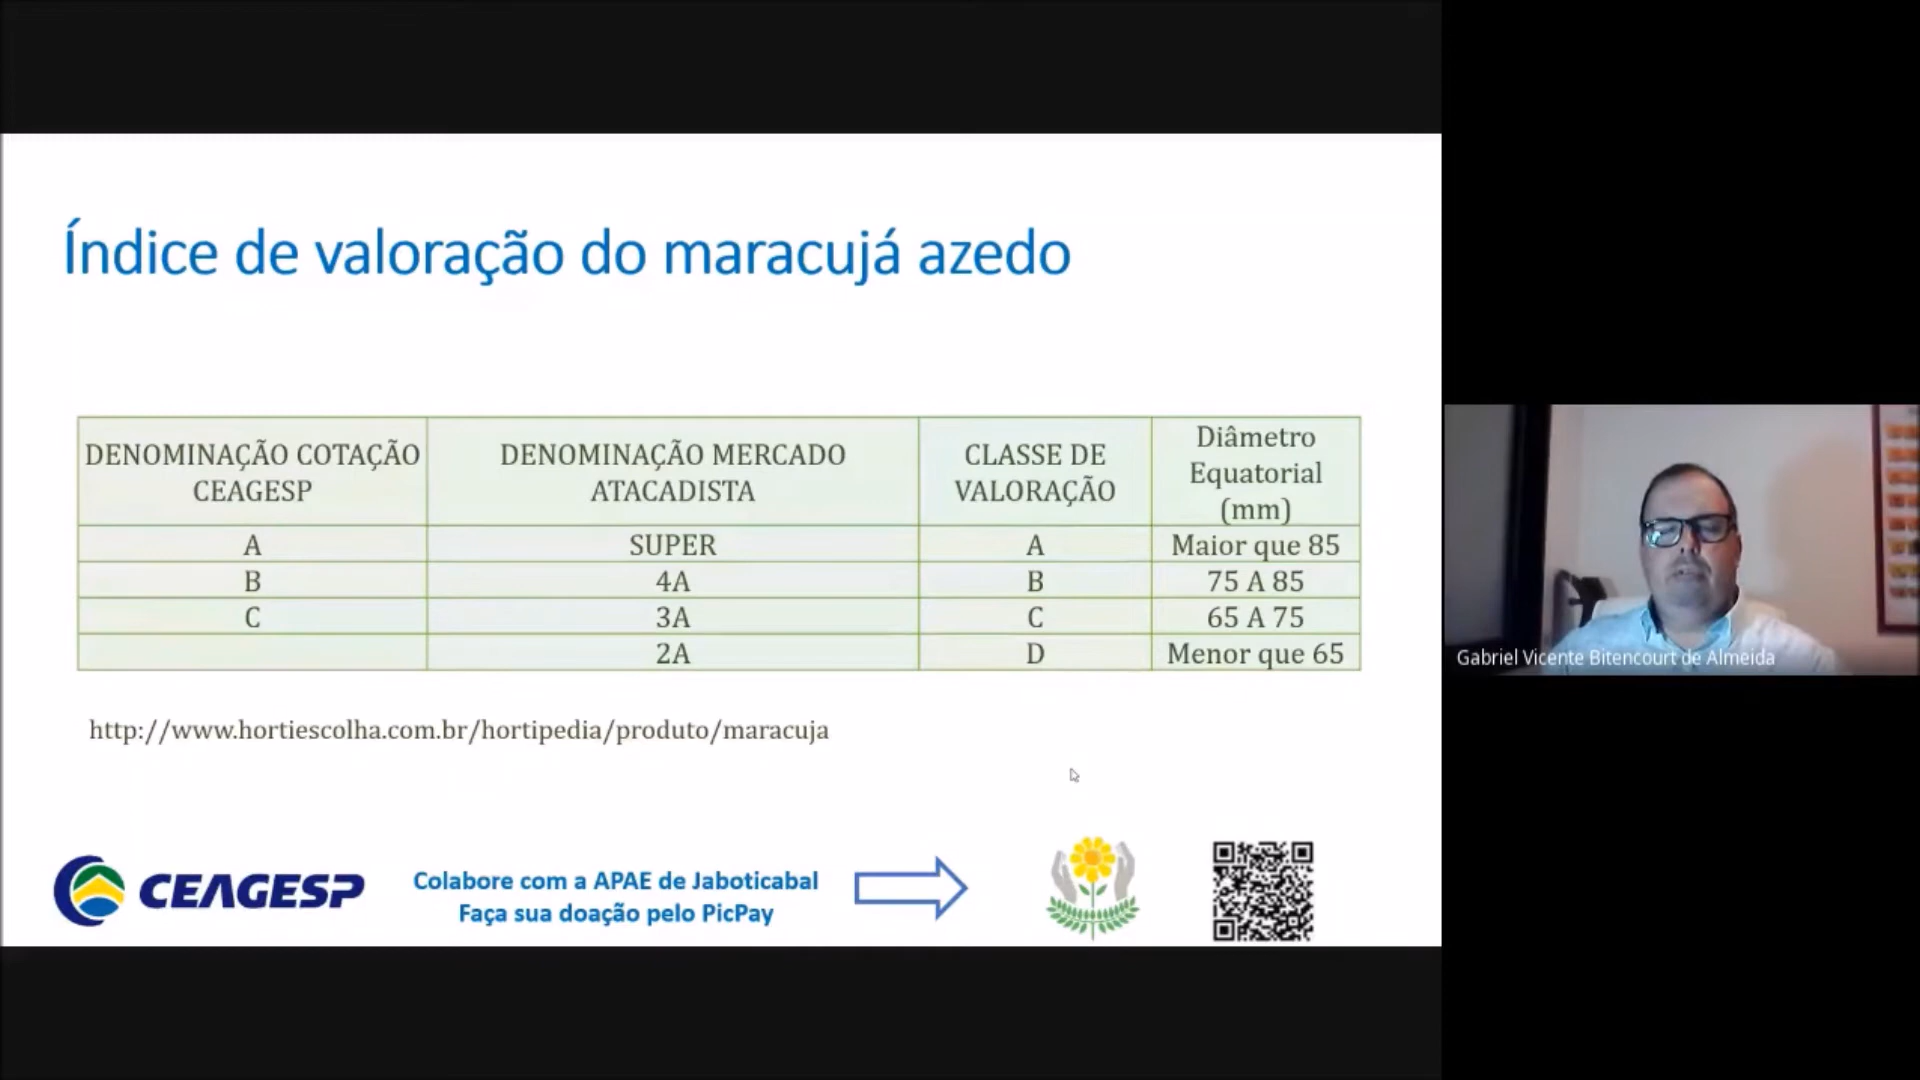 Índice de valoração do maracujá azedo
DENOMINAÇÃO COTAÇÃO
CEAGESP
DENOMINAÇÃO MERCADO
ATACADISTA
CLASSE DE
VALORAÇÃO
Diâmetro
Equatorial
(mm)
A SUPER A Maior que 85
B 4A B 75 A 85
C 3A C 65 A 75
2A D Menor que 65
http://www.hortiescolha.com.br/hortipedia/produto/maracuja
CEAGESP
Colabore com a APAE de Jaboticabal
Faça sua doação pelo PicPay
Gabriel Vicente Bitencourt de Almeida